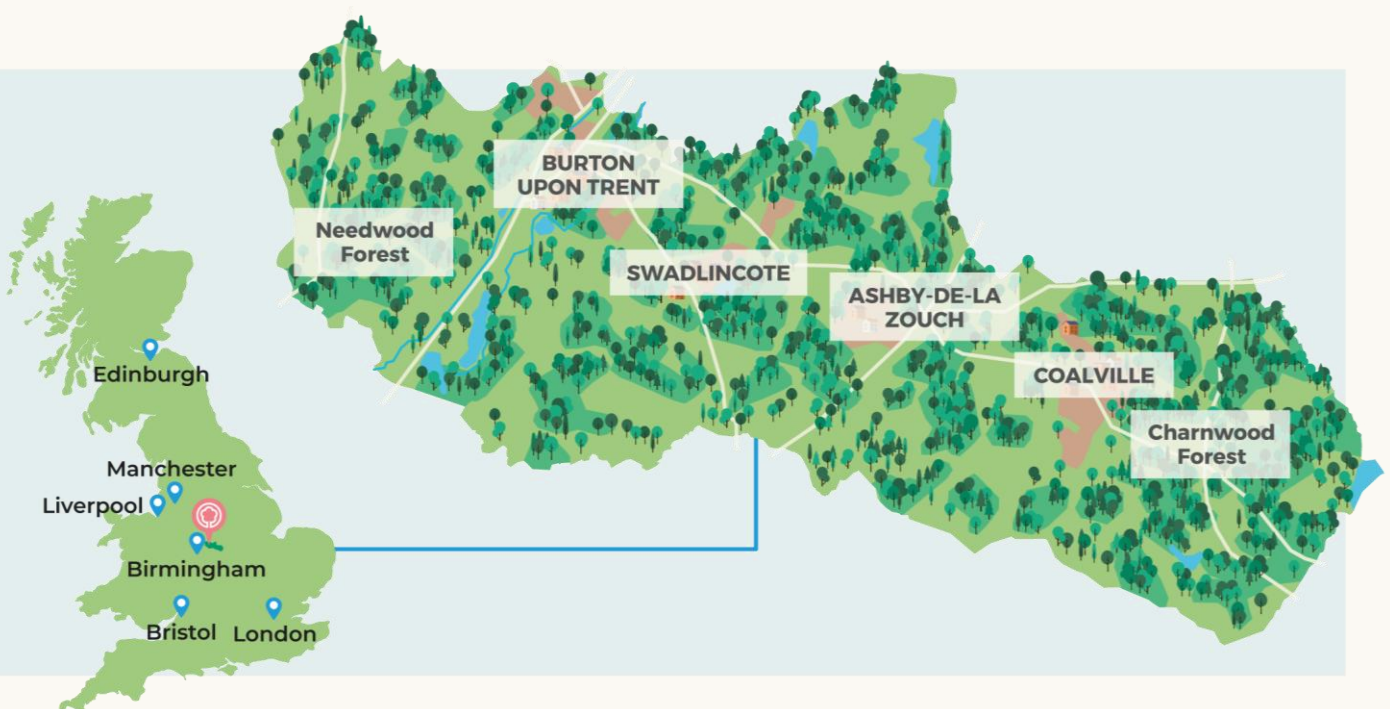 Edinburgh
Manchester
Liverpool
Birmingham
Bristol
London
Needwood
Forest
BURTON
UPON TRENT
SWADLINCOTE
ASHBY-DE-LA
ZOUCH
COALVILLE
Charnwood
Forest